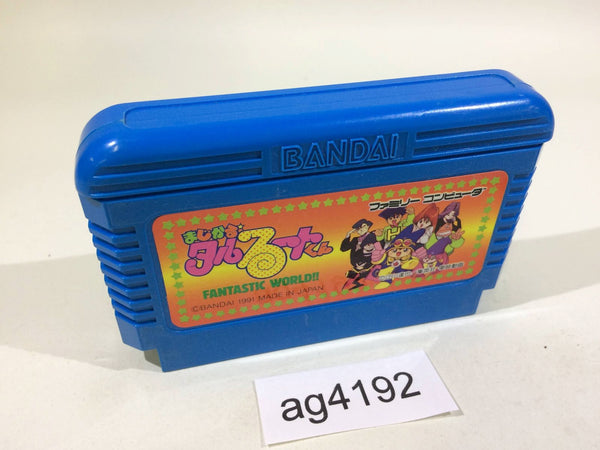 BANDAI
ファミリー コンピュータ
まじかる
タルるートくん
FANTASTIC WORLD!!
©BANDAI 1991 MADE IN JAPAN
ag4192